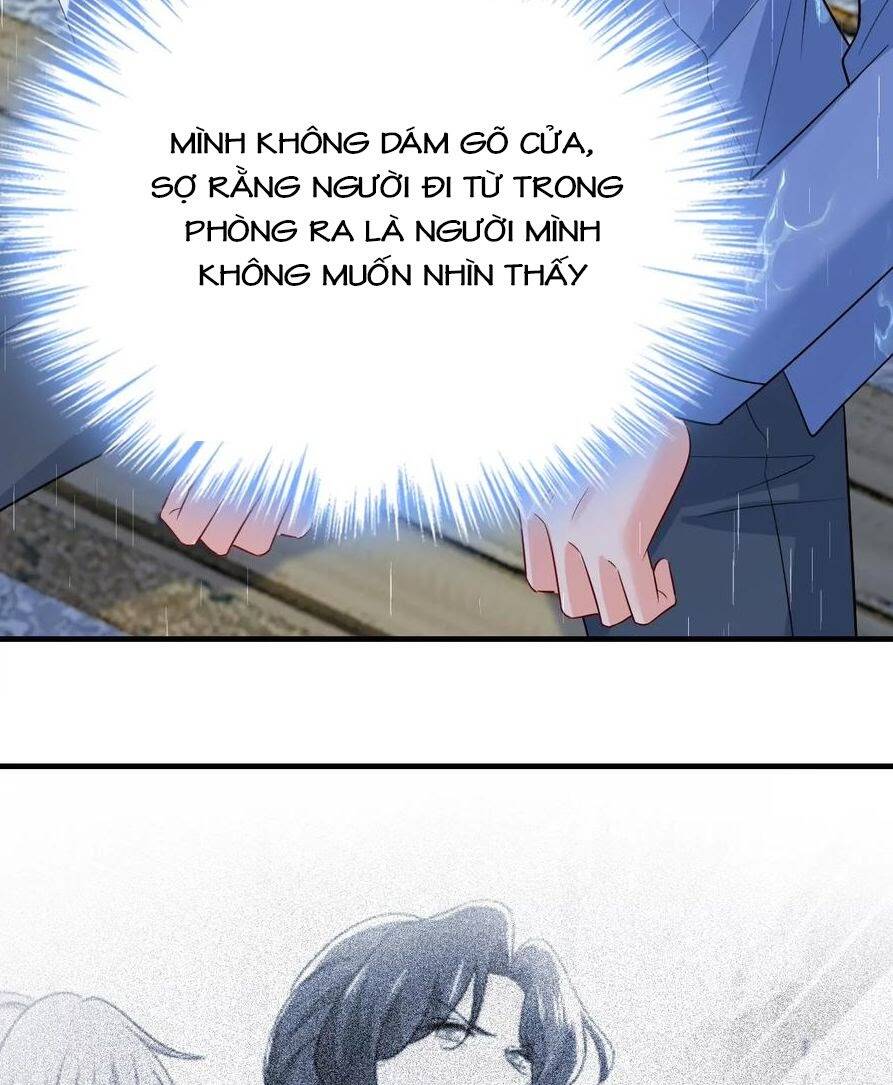 MÌNH KHÔNG DÁM GÕ CỬA,
SỢ RẰNG NGƯỜI ĐI TỪ TRONG
PHÒNG RA LÀ NGƯỜI MÌNH
KHÔNG MUỐN NHÌN THẤY